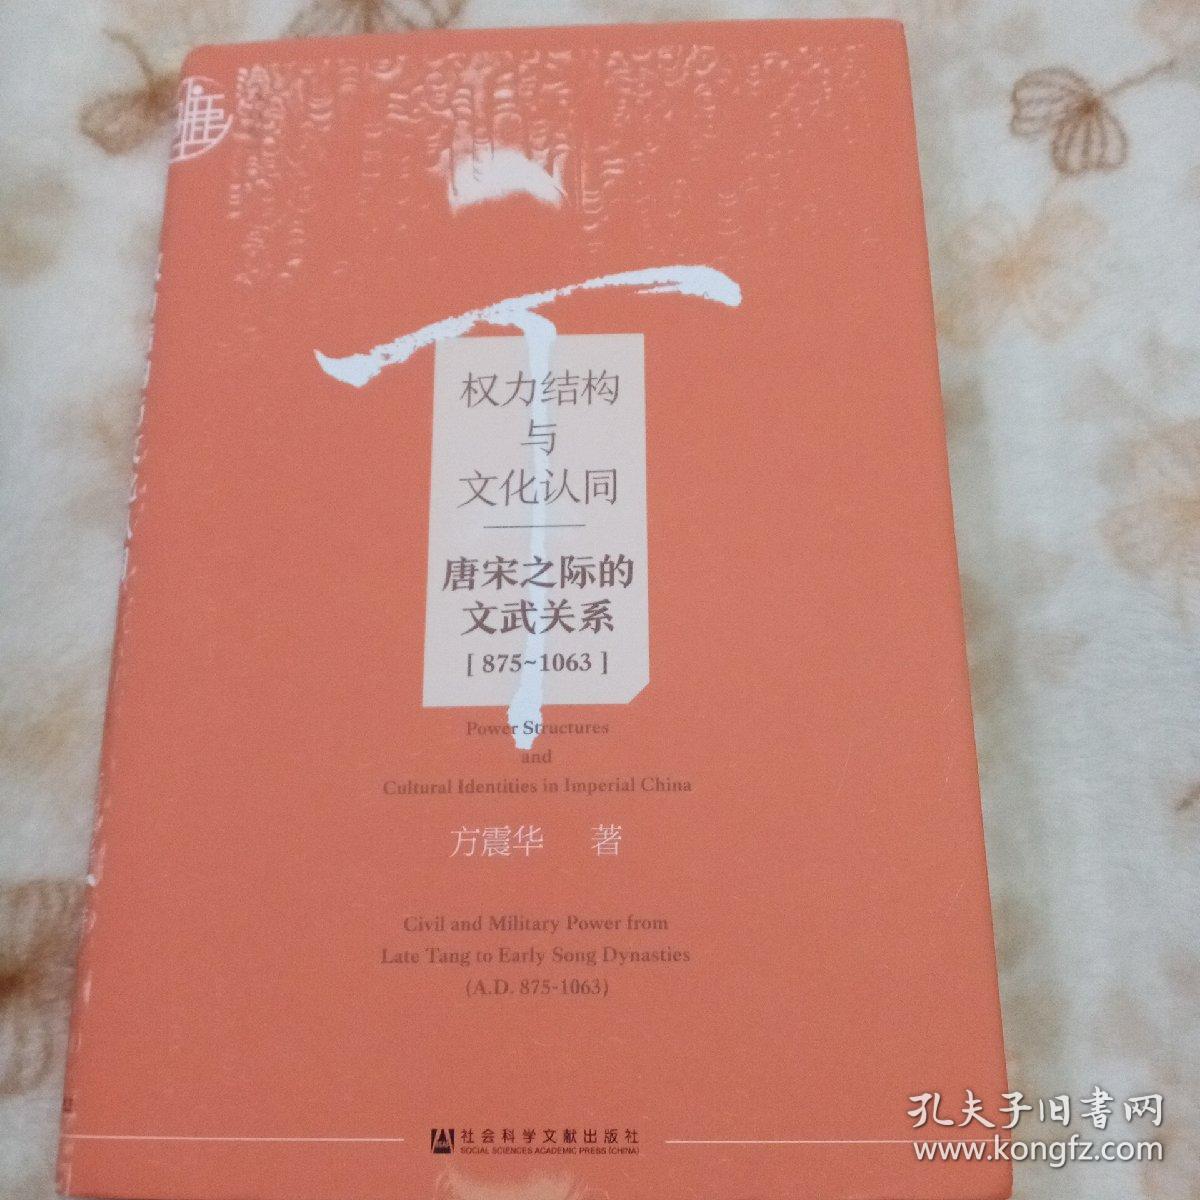 权力结构
与
文化认同
唐宋之际的
文武关系
[875~1063]
Power Structures
and
Cultural Identities in Imperial China
方震华 著
Civil and Military Power from
Late Tang to Early Song Dynasties
(A.D. 875-1063)
社会科学文献出版社
SOCIAL SCIENCES ACADEMIC PRESS (CHINA)
孔夫子旧书网
www.kongfz.com